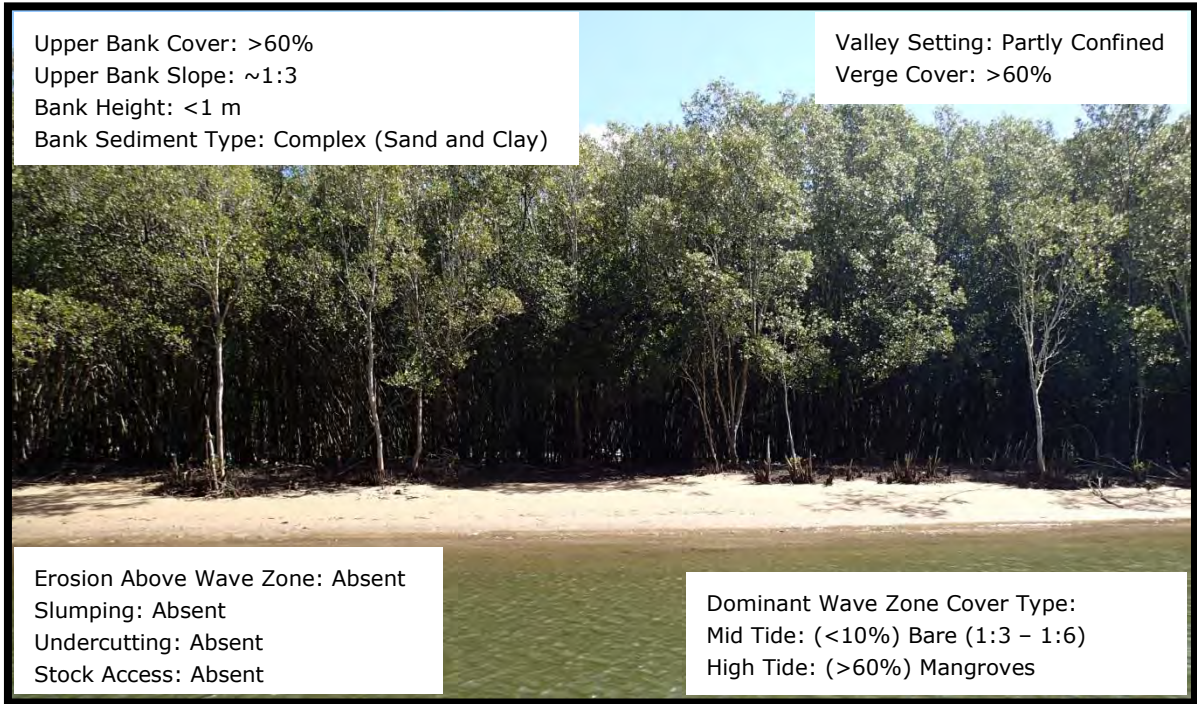 Upper Bank Cover: >60%
Upper Bank Slope: ~1:3
Bank Height: <1 m
Bank Sediment Type: Complex (Sand and Clay)
Valley Setting: Partly Confined
Verge Cover: >60%
Erosion Above Wave Zone: Absent
Slumping: Absent
Undercutting: Absent
Stock Access: Absent
Dominant Wave Zone Cover Type:
Mid Tide: (<10%) Bare (1:3 – 1:6)
High Tide: (>60%) Mangroves